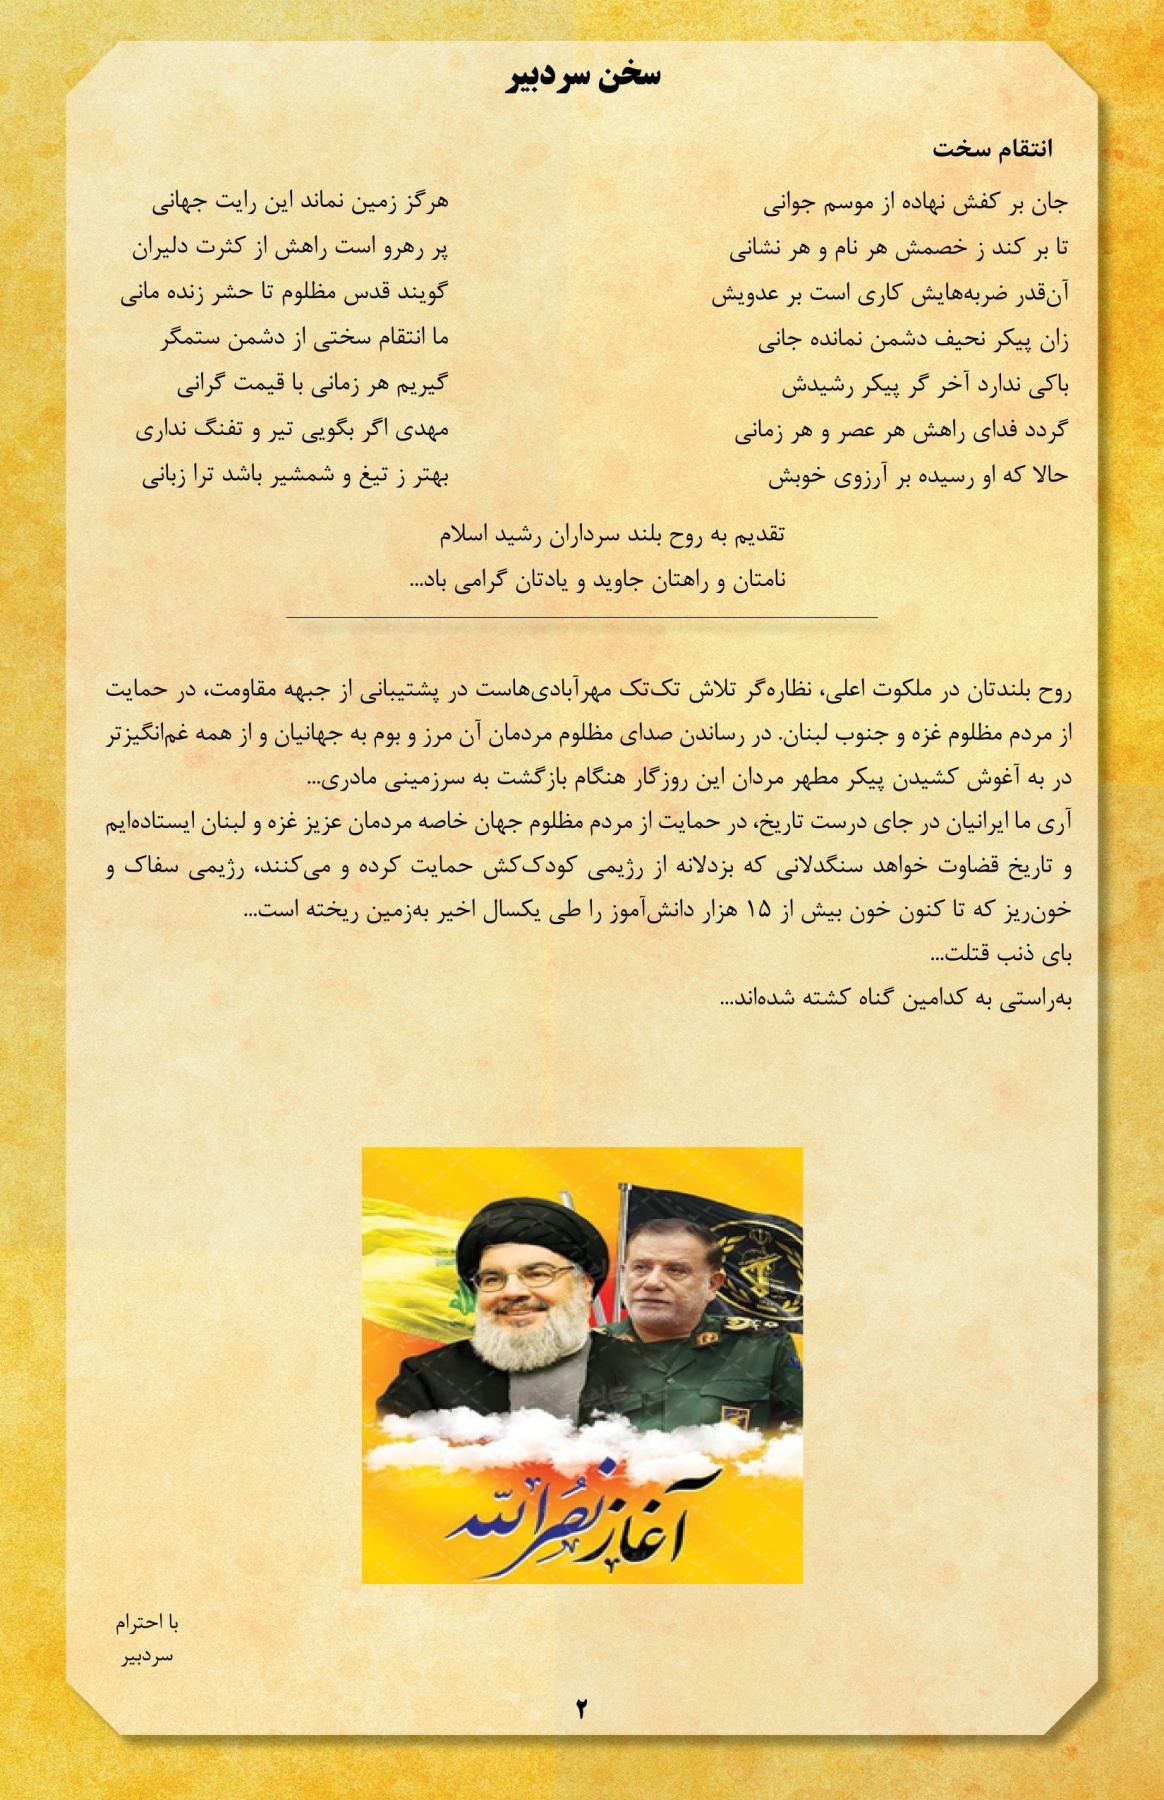 سخن سردبیر
انتقام سخت
جان بر کفش نهاده از موسم جوانی
تا بر کند ز خصمش هر نام و هر نشانی
آن‌قدر ضربه‌هایش کاری است بر عدویش
زان پیکر نحیف دشمن نمانده جانی
باکی ندارد آخر گر پیکر رشیدش
گردد فدای راهش هر عصر و هر زمانی
حالا که او رسیده بر آرزوی خوبش
هرگز زمین نماند این رایت جهانی
پر رهرو است راهش از کثرت دلیران
گویند قدس مظلوم تا حشر زنده مانی
ما انتقام سختی از دشمن ستمگر
گیریم هر زمانی با قیمت گرانی
مهدی اگر بگویی تیر و تفنگ نداری
بهتر ز تیغ و شمشیر باشد ترا زبانی
تقدیم به روح بلند سرداران رشید اسلام
نامتان و راهتان جاوید و یادتان گرامی باد...
روح بلندتان در ملکوت اعلی، نظاره‌گر تلاش تک‌تک مهرآبادی‌هاست در پشتیبانی از جبهه مقاومت، در حمایت
از مردم مظلوم غزه و جنوب لبنان. در رساندن صدای مظلوم مردمان آن مرز و بوم به جهانیان و از همه غم‌انگیزتر
در به آغوش کشیدن پیکر مطهر مردان این روزگار هنگام بازگشت به سرزمینی مادری...
آری ما ایرانیان در جای درست تاریخ، در حمایت از مردم مظلوم جهان خاصه مردمان عزیز غزه و لبنان ایستاده‌ایم
و تاریخ قضاوت خواهد سنگدلانی که بزدلانه از رژیمی کودک‌کش حمایت کرده و می‌کنند، رژیمی سفاک و
خون‌ریز که تا کنون خون بیش از ۱۵ هزار دانش‌آموز را طی یکسال اخیر به‌زمین ریخته است...
بای ذنب قتلت...
به‌راستی به کدامین گناه کشته شده‌اند...
آغاز نصرالله
با احترام
سردبیر
۲